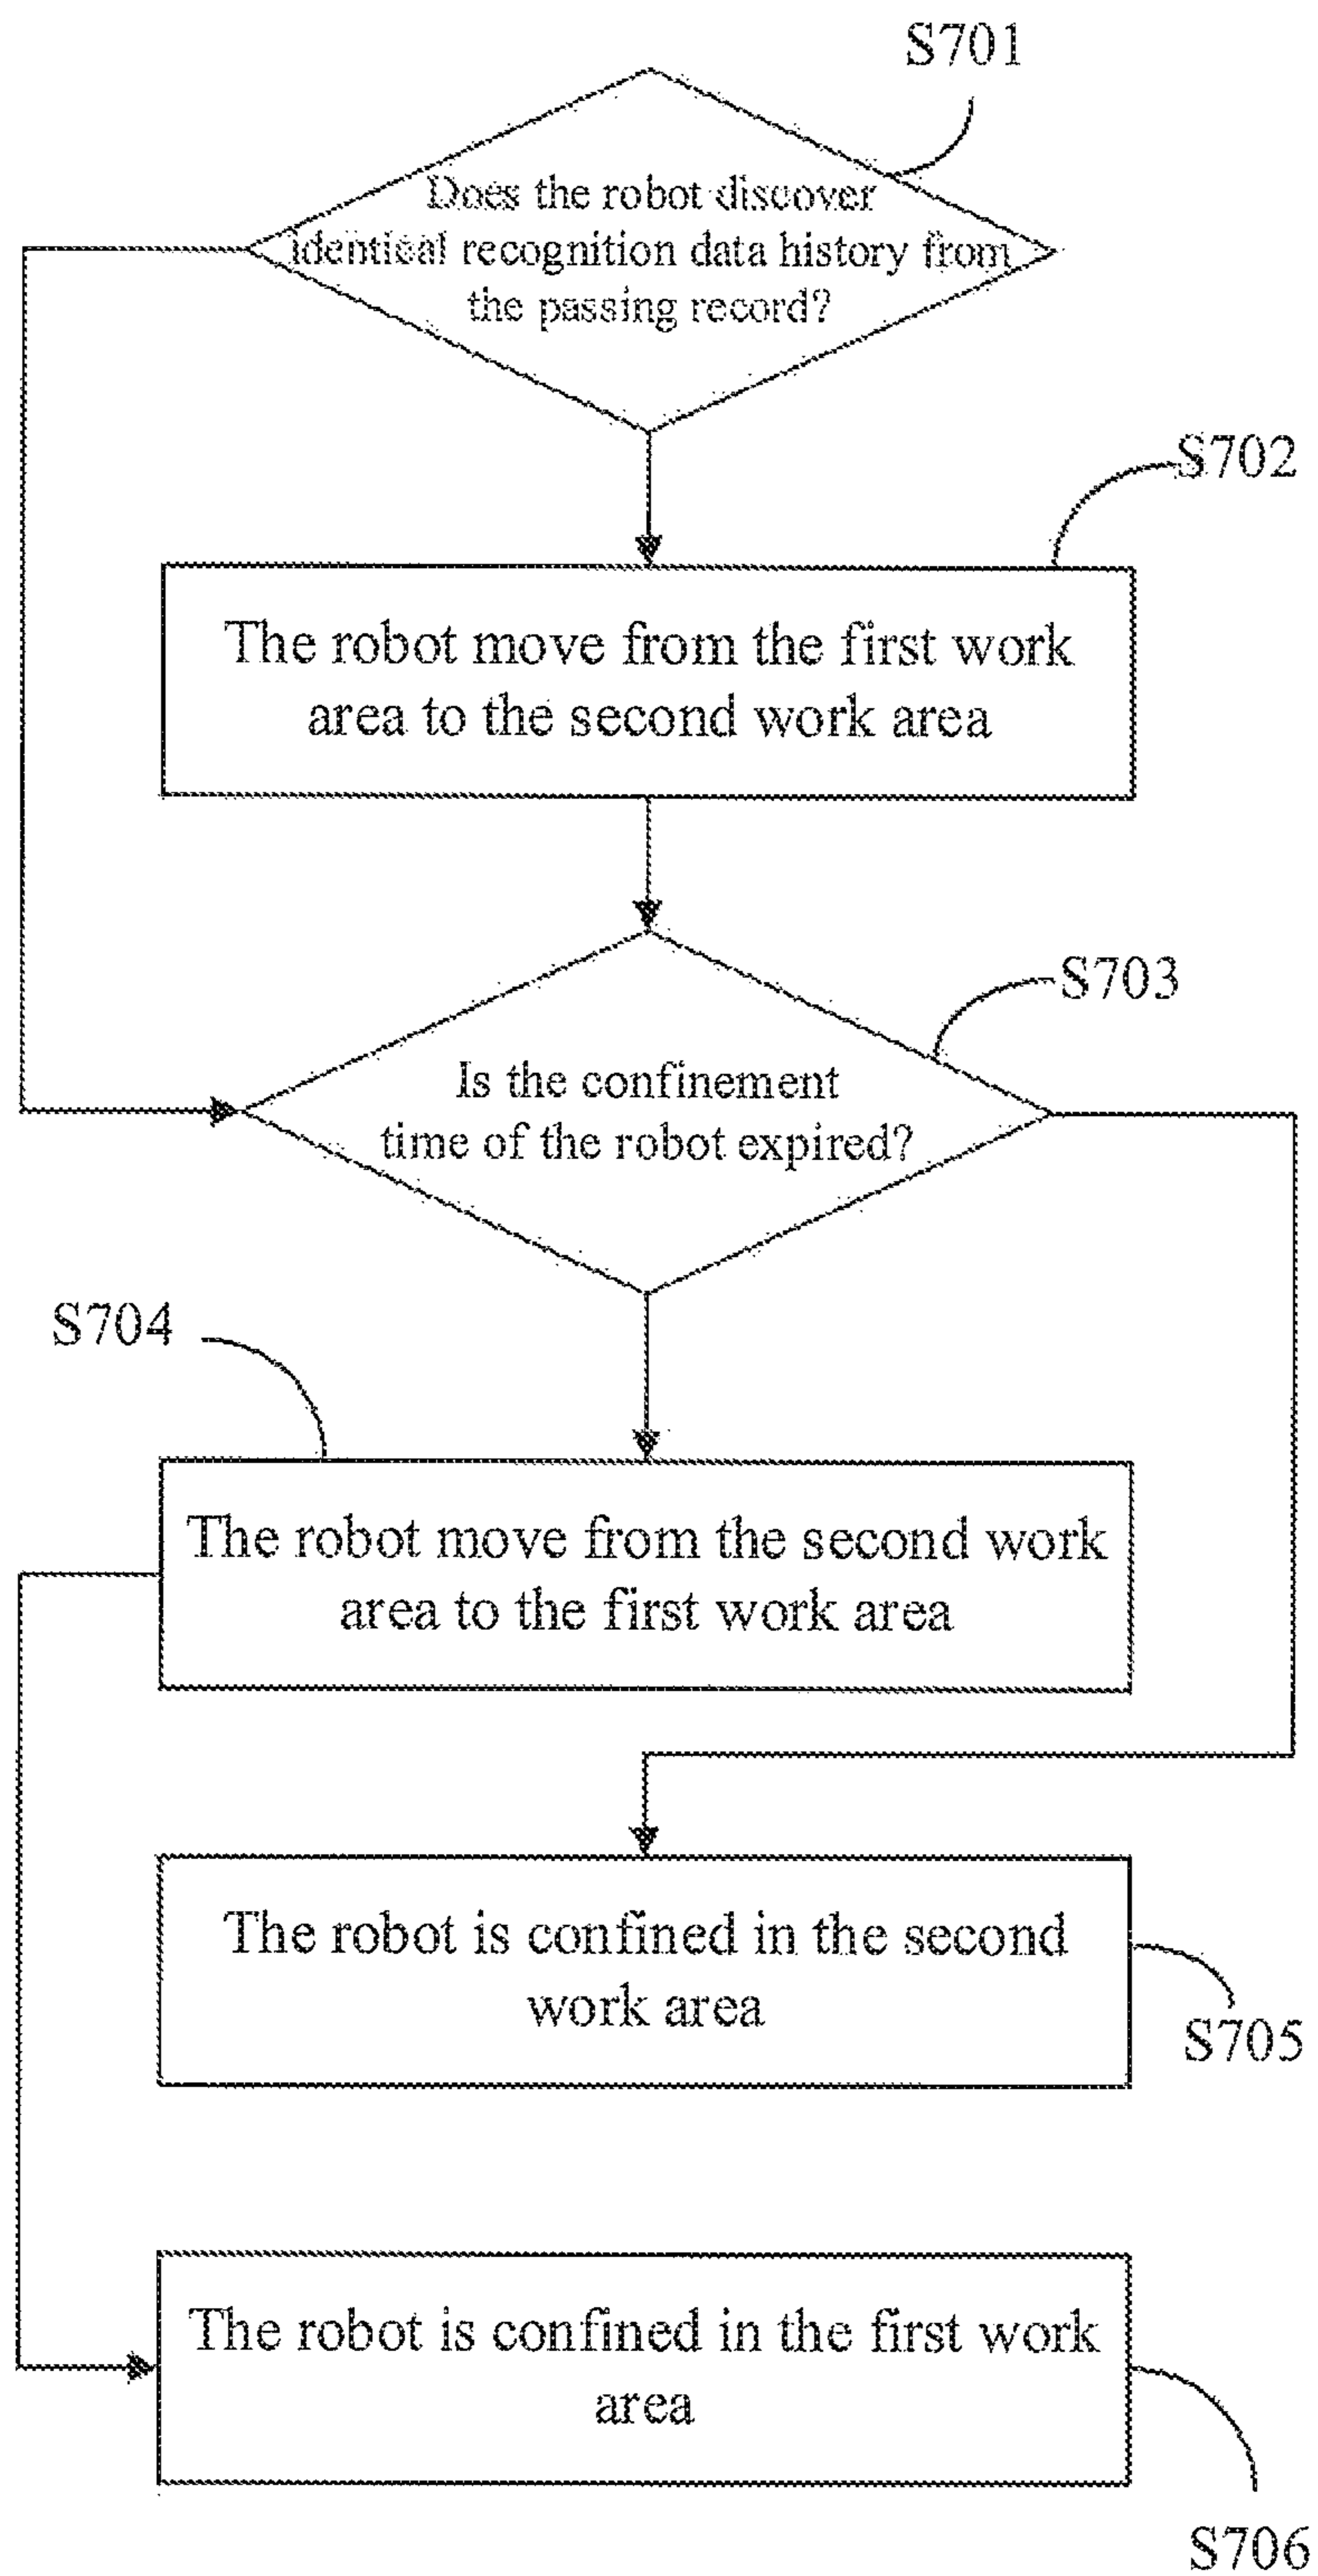 S701
Does the robot discover
identical recognition data history from
the passing record?
S702
The robot move from the first work
area to the second work area
S703
Is the confinement
time of the robot expired?
S704
The robot move from the second work
area to the first work area
The robot is confined in the second
work area
S705
The robot is confined in the first work
area
S706